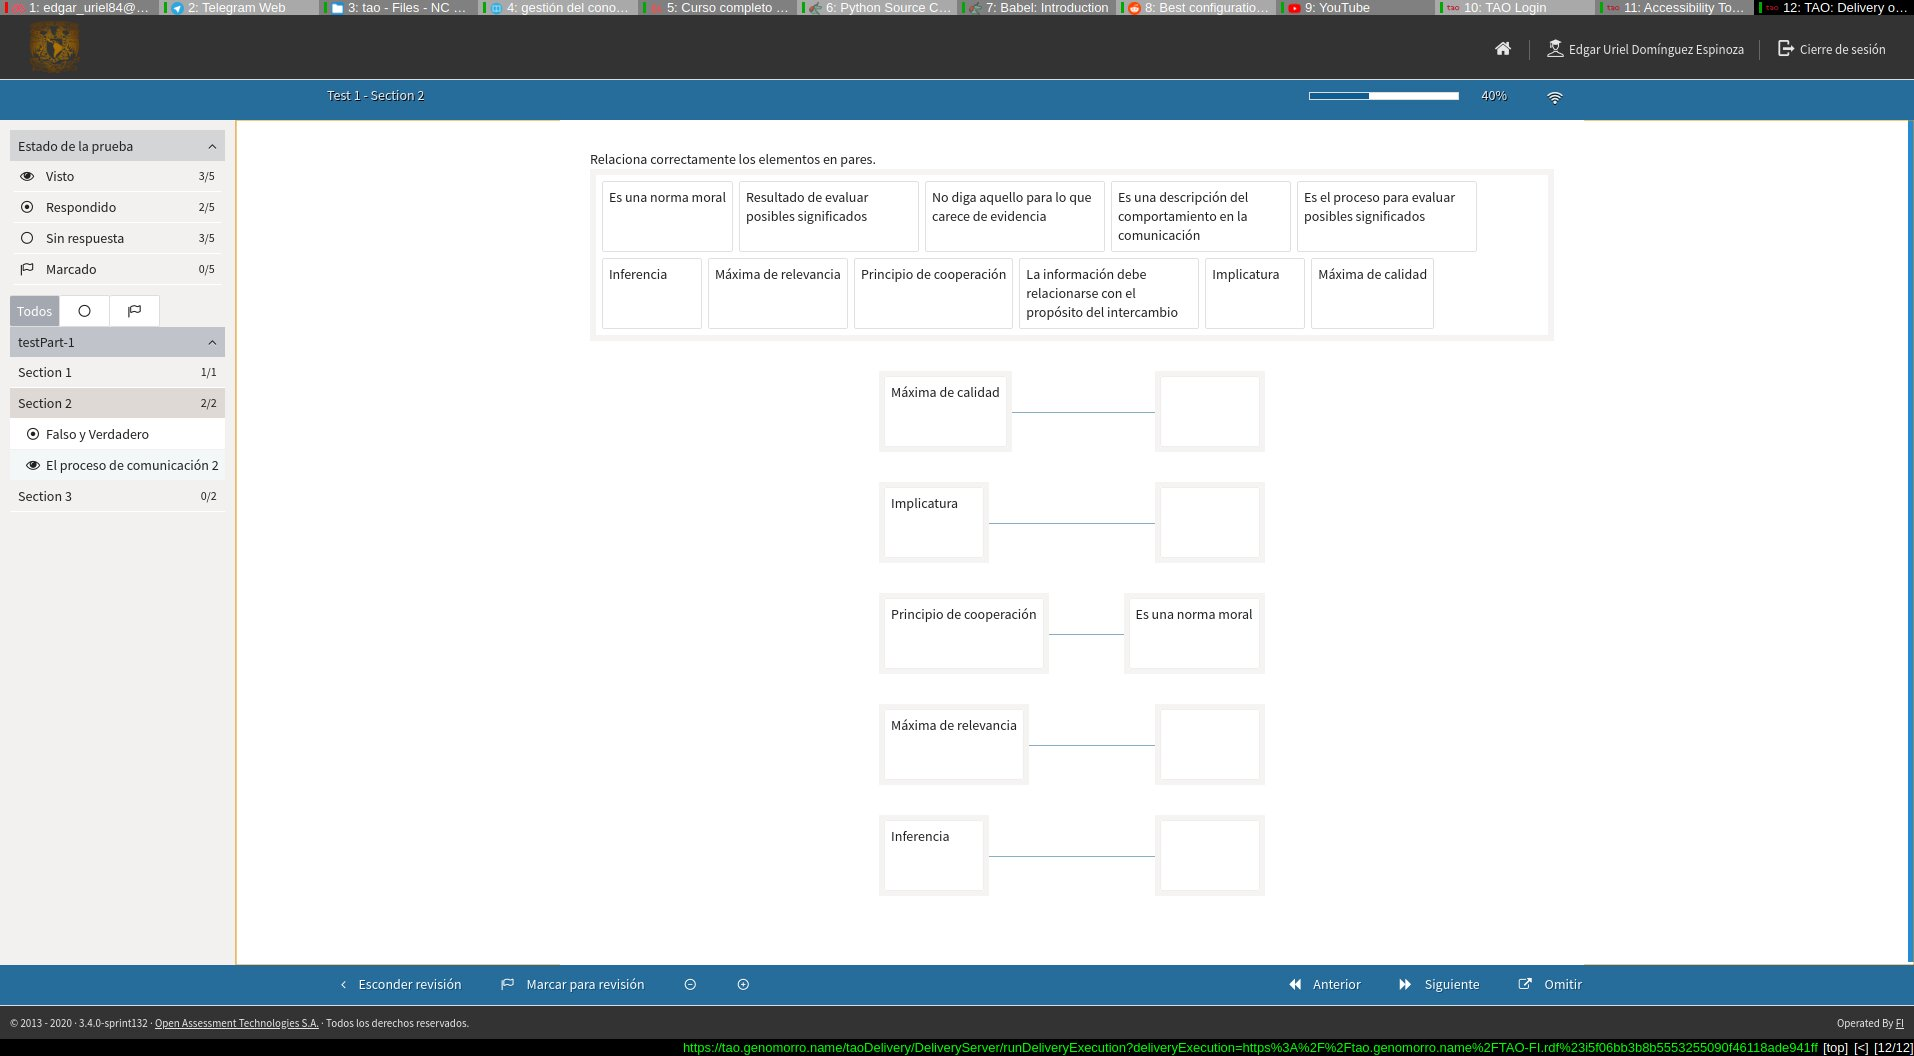 1: edgar_uriel84@...
2: Telegram Web
3: tao - Files - NC ...
4: gestión del cono...
5: Curso completo ...
6: Python Source C...
7: Babel: Introduction
8: Best configuratio...
9: YouTube
10: TAO Login
11: Accessibility To...
12: TAO: Delivery o...
Edgar Uriel Domínguez Espinoza
Cierre de sesión
Test 1 - Section 2
40%
Estado de la prueba
Visto 3/5
Respondido 2/5
Sin respuesta 3/5
Marcado 0/5
Todos
testPart-1
Section 1 1/1
Section 2 2/2
Falso y Verdadero
El proceso de comunicación 2
Section 3 0/2
Relaciona correctamente los elementos en pares.
Es una norma moral
Resultado de evaluar
posibles significados
No diga aquello para lo que
carece de evidencia
Es una descripción del
comportamiento en la
comunicación
Es el proceso para evaluar
posibles significados
Inferencia
Máxima de relevancia
Principio de cooperación
La información debe
relacionarse con el
propósito del intercambio
Implicatura
Máxima de calidad
Máxima de calidad
Implicatura
Principio de cooperación
Es una norma moral
Máxima de relevancia
Inferencia
Esconder revisión
Marcar para revisión
Anterior
Siguiente
Omitir
© 2013 - 2020 · 3.4.0-sprint132 · Open Assessment Technologies S.A. · Todos los derechos reservados.
Operated By FI
https://tao.genomorro.name/taoDelivery/DeliveryServer/runDeliveryExecution?deliveryExecution=https%3A%2F%2Ftao.genomorro.name%2FTAO-FI.rdf%23i5f06bb3b8b5553255090f46118ade941ff [top] [<] [12/12]